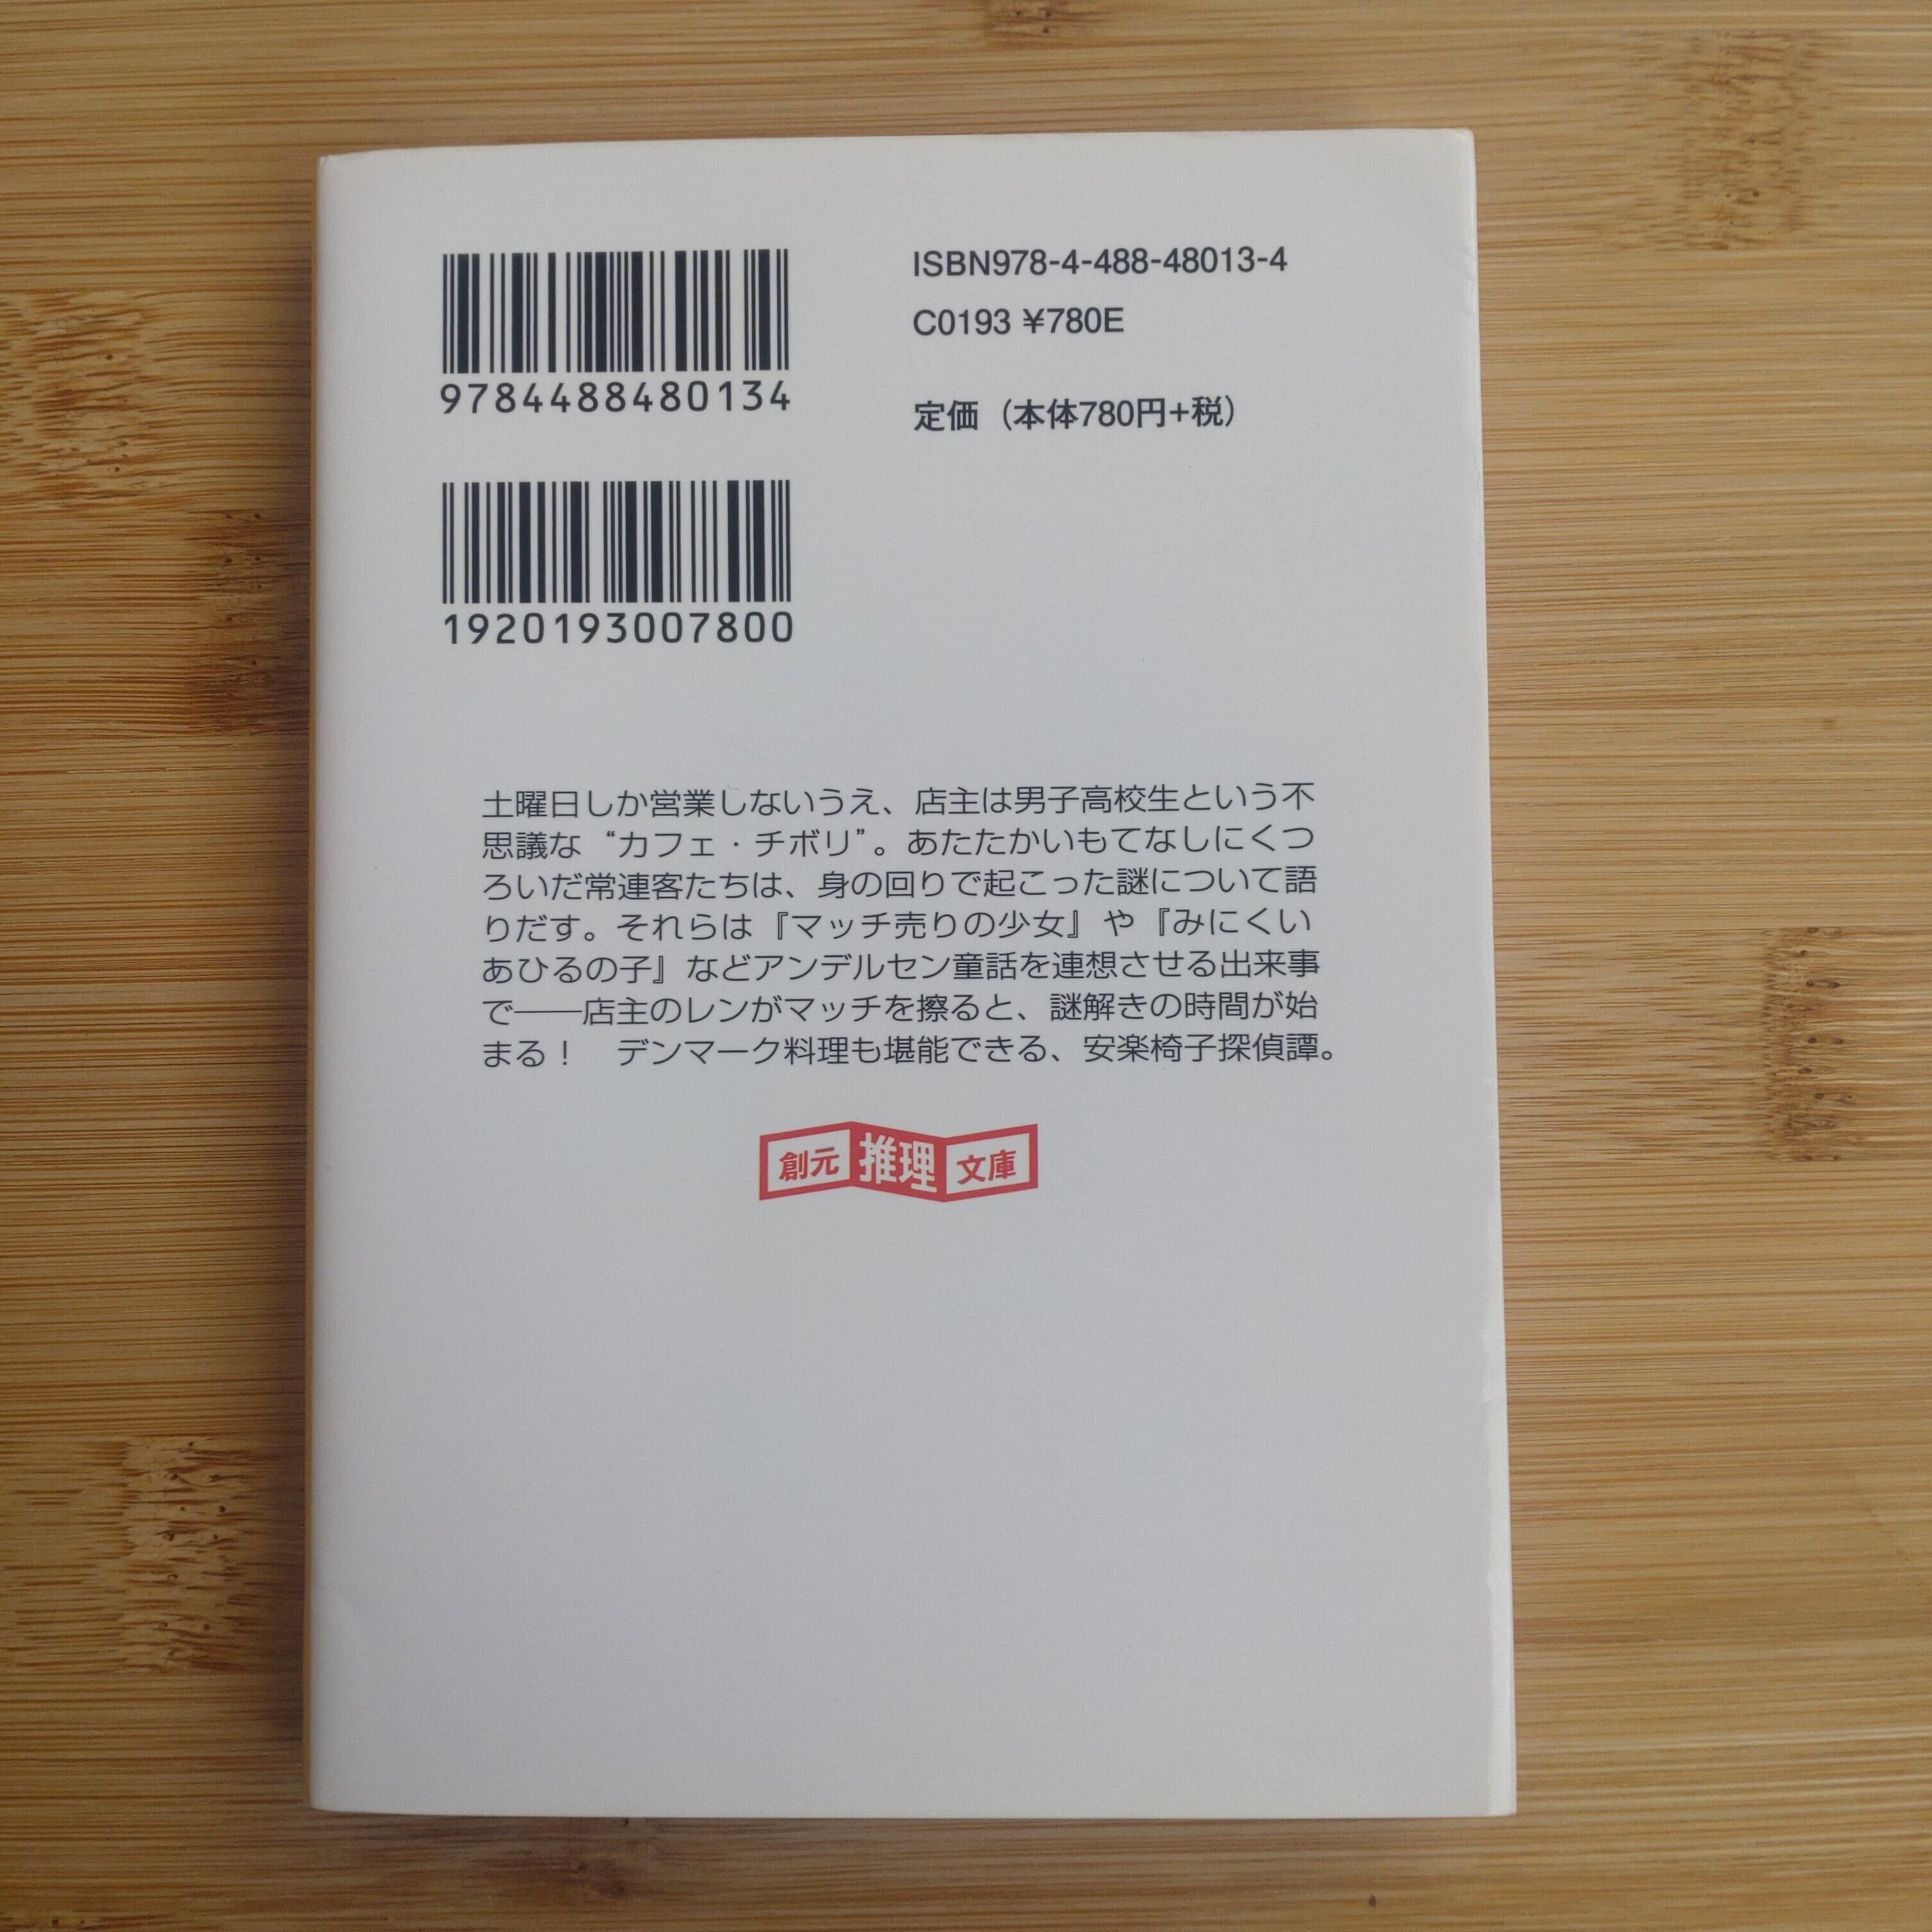 9784488480134
1920193007800
ISBN978-4-488-48013-4
C0193 ¥780E
定価（本体780円+税）
土曜日しか営業しないうえ、店主は男子高校生という不
思議な“カフェ・チボリ”。あたたかいもてなしにくつ
ろいだ常連客たちは、身の回りで起こった謎について語
りだす。それらは『マッチ売りの少女』や『みにくい
あひるの子』などアンデルセン童話を連想させる出来事
で——店主のレンがマッチを擦ると、謎解きの時間が始
まる！　デンマーク料理も堪能できる、安楽椅子探偵譚。
創元推理文庫